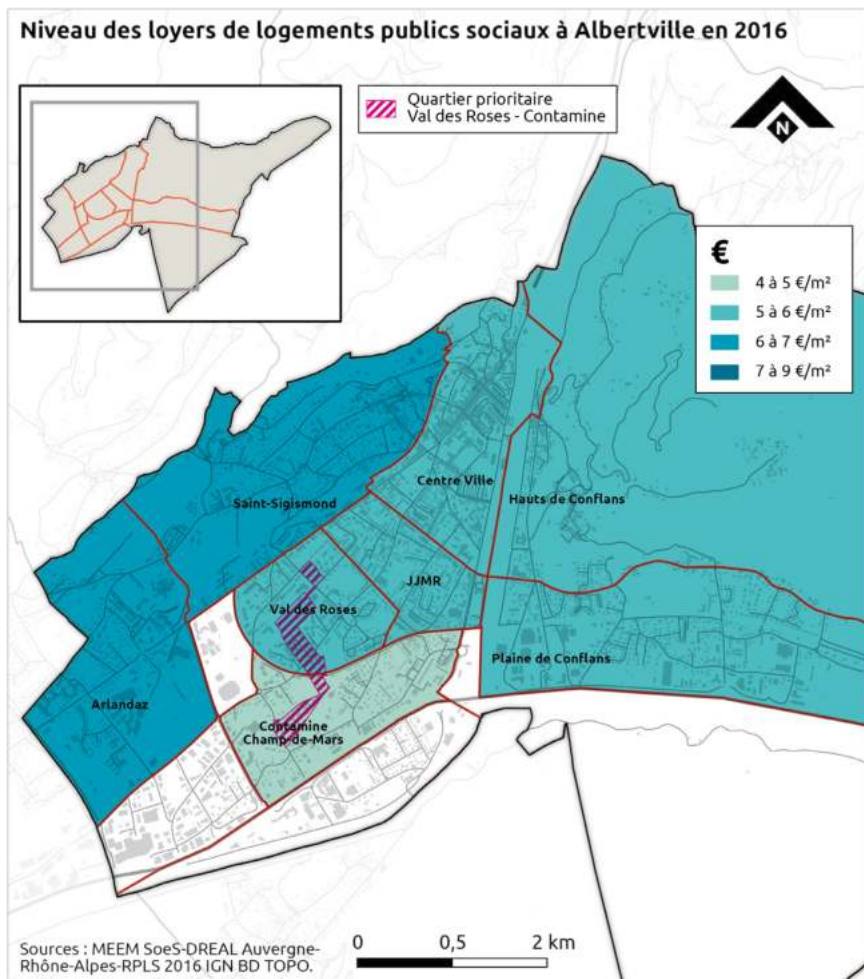 Niveau des loyers de logements publics sociaux à Albertville en 2016
Quartier prioritaire
Val des Roses - Contamine
N
€
4 à 5 €/m²
5 à 6 €/m²
6 à 7 €/m²
7 à 9 €/m²
Centre Ville
Hauts de Conflans
Saint-Sigismond
JJMR
Val des Roses
Plaine de Conflans
Arlandaz
Contamine
Champ-de-Mars
0 0,5 2 km
Sources : MEEM SoeS-DREAL Auvergne-
Rhône-Alpes-RPLS 2016 IGN BD TOPO.